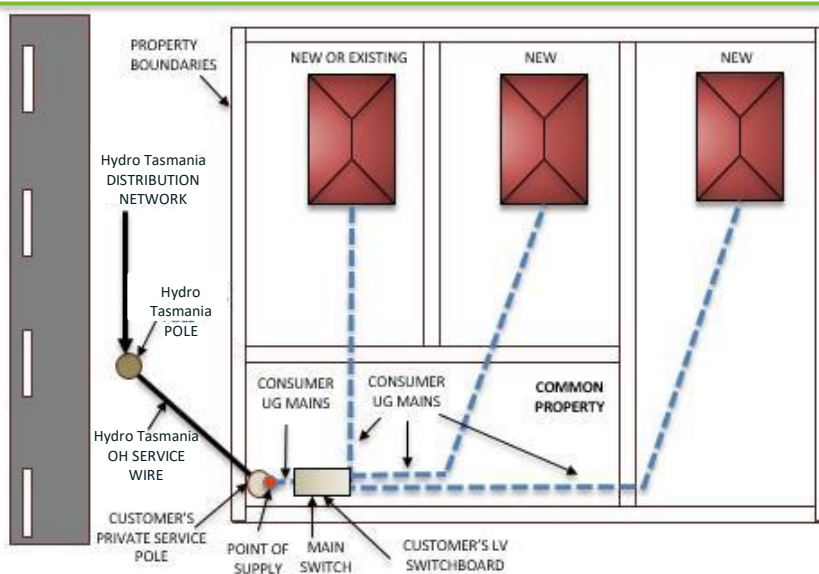 PROPERTY
BOUNDARIES
NEW OR EXISTING
NEW
NEW
Hydro Tasmania
DISTRIBUTION
NETWORK
Hydro
Tasmania
POLE
CONSUMER
UG MAINS
CONSUMER
UG MAINS
COMMON
PROPERTY
Hydro Tasmania
OH SERVICE
WIRE
CUSTOMER'S
PRIVATE SERVICE
POLE
POINT OF
SUPPLY
MAIN
SWITCH
CUSTOMER'S LV
SWITCHBOARD